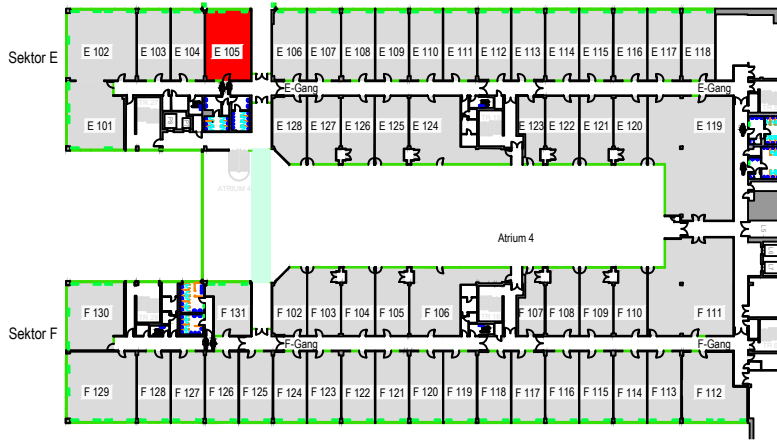 E 102 E 103 E 104 E 105 E 106 E 107 E 108 E 109 E 110 E 111 E 112 E 113 E 114 E 115 E 116 E 117 E 118
Sektor E
E-Gang E-Gang
E 101 E 128 E 127 E 126 E 125 E 124 E 123 E 122 E 121 E 120 E 119
ATRIUM 4
Atrium 4
F 130 F 131 F 102 F 103 F 104 F 105 F 106 F 107 F 108 F 109 F 110 F 111
Sektor F
F-Gang F-Gang
F 129 F 128 F 127 F 126 F 125 F 124 F 123 F 122 F 121 F 120 F 119 F 118 F 117 F 116 F 115 F 114 F 113 F 112